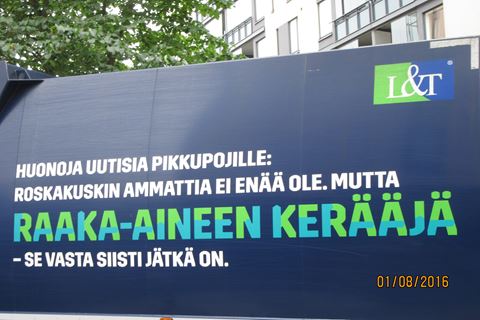 L&T
HUONOJA UUTISIA PIKKUPOJILLE:
ROSKAKUSKIN AMMATTIA EI ENÄÄ OLE. MUTTA
RAAKA-AINEEN KERÄÄJÄ
– SE VASTA SIISTI JÄTKÄ ON.
01/08/2016